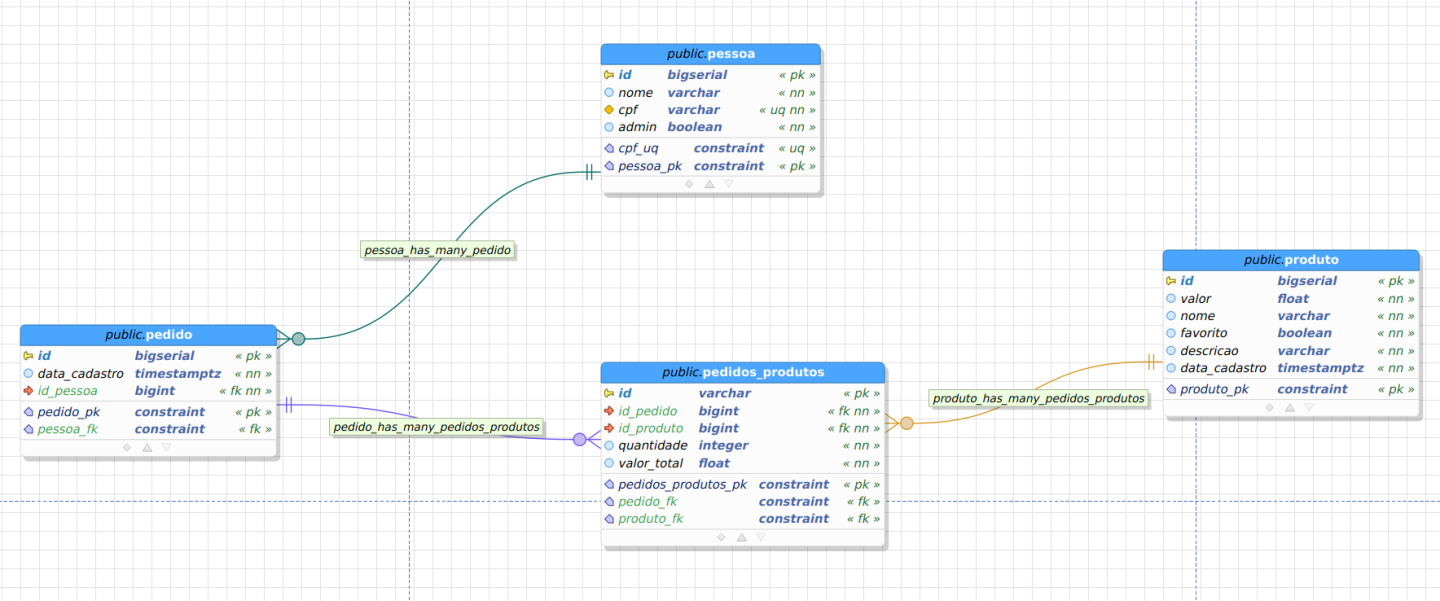 public.pessoa
id bigserial « pk »
nome varchar « nn »
cpf varchar « uq nn »
admin boolean « nn »
cpf_uq constraint « uq »
pessoa_pk constraint « pk »
pessoa_has_many_pedido
public.pedido
id bigserial « pk »
data_cadastro timestamptz « nn »
id_pessoa bigint « fk nn »
pedido_pk constraint « pk »
pessoa_fk constraint « fk »
pedido_has_many_pedidos_produtos
public.pedidos_produtos
id varchar « pk »
id_pedido bigint « fk nn »
id_produto bigint « fk nn »
quantidade integer « nn »
valor_total float « nn »
pedidos_produtos_pk constraint « pk »
pedido_fk constraint « fk »
produto_fk constraint « fk »
produto_has_many_pedidos_produtos
public.produto
id bigserial « pk »
valor float « nn »
nome varchar « nn »
favorito boolean « nn »
descricao varchar « nn »
data_cadastro timestamptz « nn »
produto_pk constraint « pk »